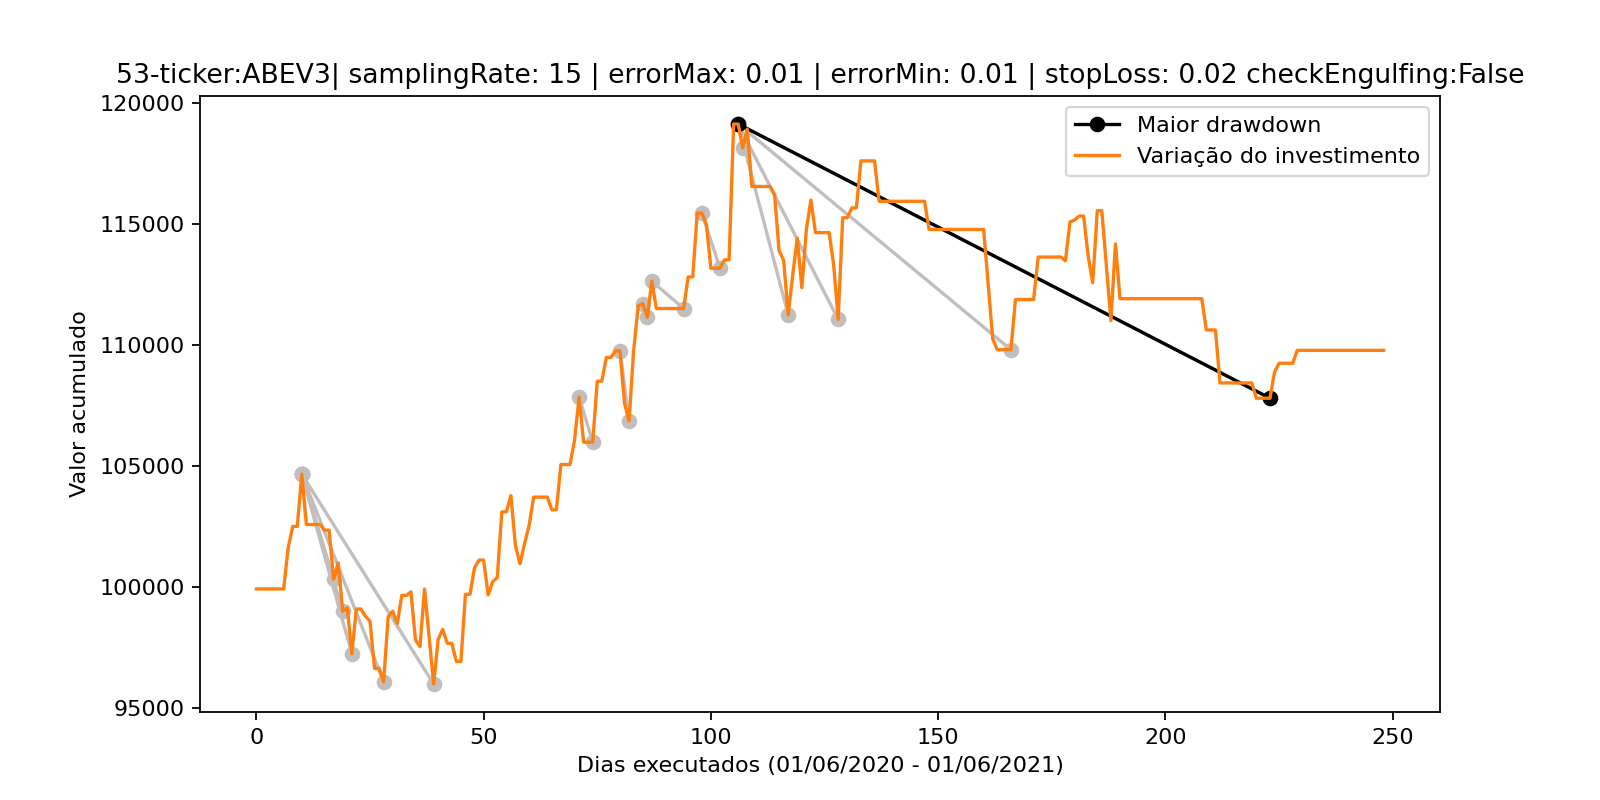 53-ticker:ABEV3| samplingRate: 15 | errorMax: 0.01 | errorMin: 0.01 | stopLoss: 0.02 checkEngulfing:False
120000
115000
110000
105000
100000
95000
Valor acumulado
Maior drawdown
Variação do investimento
0 50 100 150 200 250
Dias executados (01/06/2020 - 01/06/2021)